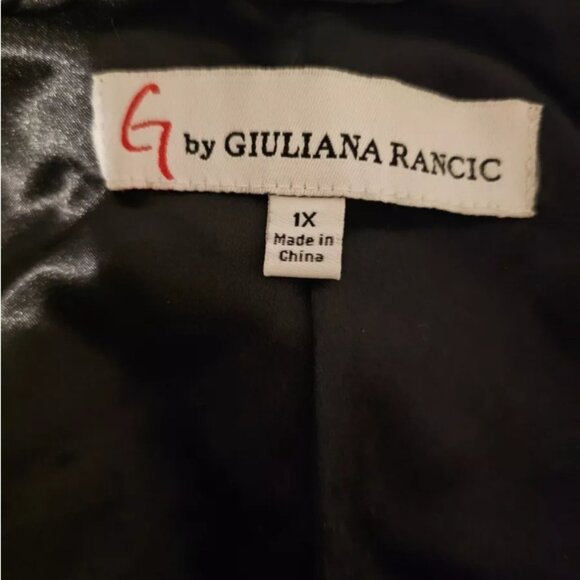 G by GIULIANA RANCIC
1X
Made in
China